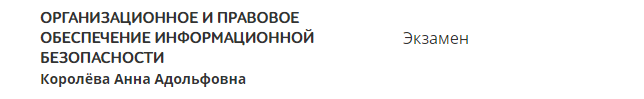 ОРГАНИЗАЦИОННОЕ И ПРАВОВОЕ
ОБЕСПЕЧЕНИЕ ИНФОРМАЦИОННОЙ
БЕЗОПАСНОСТИ
Королёва Анна Адольфовна
Экзамен